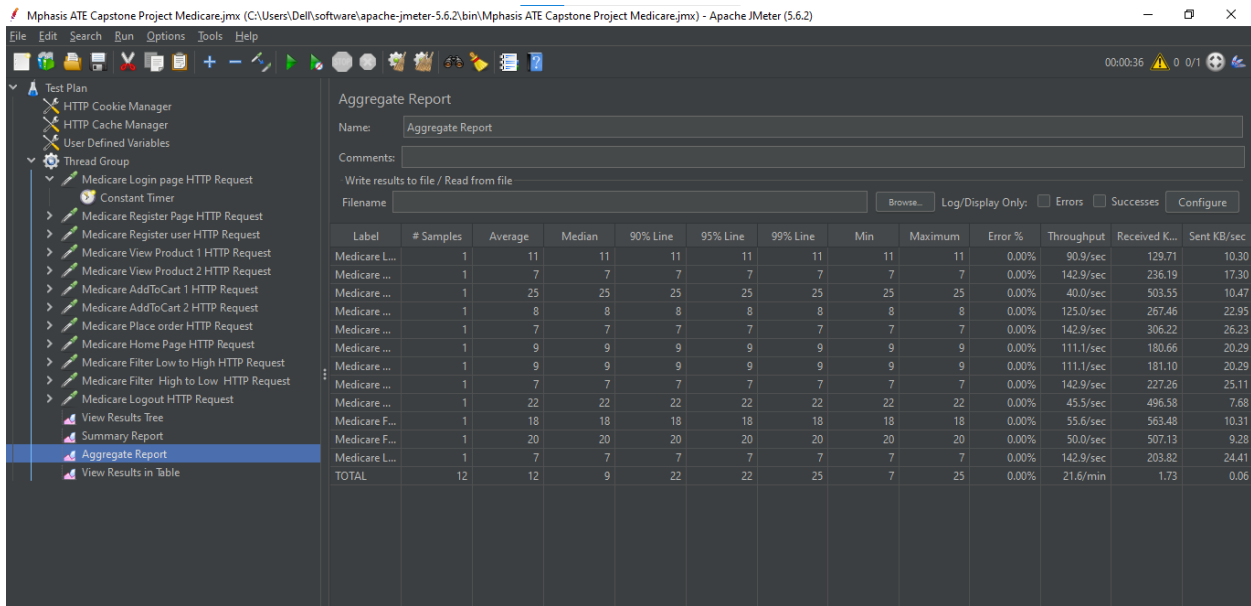 Mphasis ATE Capstone Project Medicare.jmx (C:\Users\Dell\software\apache-jmeter-5.6.2\bin\Mphasis ATE Capstone Project Medicare.jmx) - Apache JMeter (5.6.2)
File Edit Search Run Options Tools Help
00:00:36 0 0/1
Test Plan
HTTP Cookie Manager
HTTP Cache Manager
User Defined Variables
Thread Group
Medicare Login page HTTP Request
Constant Timer
Medicare Register Page HTTP Request
Medicare Register user HTTP Request
Medicare View Product 1 HTTP Request
Medicare View Product 2 HTTP Request
Medicare AddToCart 1 HTTP Request
Medicare AddToCart 2 HTTP Request
Medicare Place order HTTP Request
Medicare Home Page HTTP Request
Medicare Filter Low to High HTTP Request
Medicare Filter High to Low HTTP Request
Medicare Logout HTTP Request
View Results Tree
Summary Report
Aggregate Report
View Results in Table
Aggregate Report
Name: Aggregate Report
Comments:
Write results to file / Read from file
Filename Browse... Log/Display Only: Errors Successes Configure
Label # Samples Average Median 90% Line 95% Line 99% Line Min Maximum Error % Throughput Received K... Sent KB/sec
Medicare L... 1 11 11 11 11 11 11 11 0.00% 90.9/sec 129.71 10.30
Medicare ... 1 7 7 7 7 7 7 7 0.00% 142.9/sec 236.19 17.30
Medicare ... 1 25 25 25 25 25 25 25 0.00% 40.0/sec 503.55 10.47
Medicare ... 1 8 8 8 8 8 8 8 0.00% 125.0/sec 267.46 22.95
Medicare ... 1 7 7 7 7 7 7 7 0.00% 142.9/sec 306.22 26.23
Medicare ... 1 9 9 9 9 9 9 9 0.00% 111.1/sec 180.66 20.29
Medicare ... 1 9 9 9 9 9 9 9 0.00% 111.1/sec 181.10 20.29
Medicare ... 1 7 7 7 7 7 7 7 0.00% 142.9/sec 227.26 25.11
Medicare ... 1 22 22 22 22 22 22 22 0.00% 45.5/sec 496.58 7.68
Medicare F... 1 18 18 18 18 18 18 18 0.00% 55.6/sec 563.48 10.31
Medicare F... 1 20 20 20 20 20 20 20 0.00% 50.0/sec 507.13 9.28
Medicare L... 1 7 7 7 7 7 7 7 0.00% 142.9/sec 203.82 24.41
TOTAL 12 12 9 22 22 25 7 25 0.00% 21.6/min 1.73 0.06